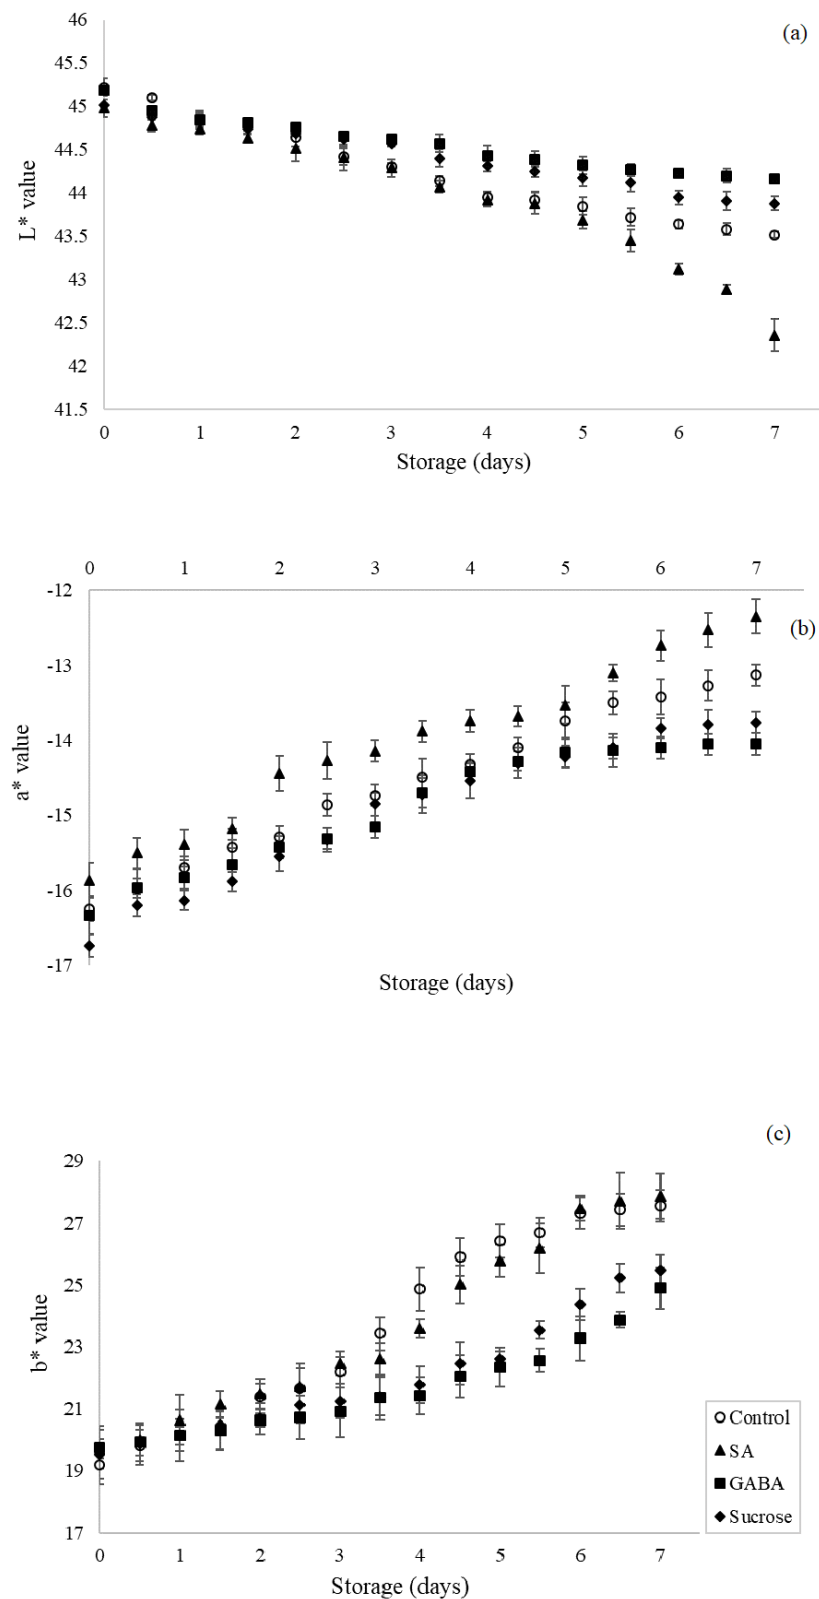 (a)
46
45.5
45
44.5
44
43.5
43
42.5
42
41.5
L* value
0 1 2 3 4 5 6 7
Storage (days)
0 1 2 3 4 5 6 7
(b)
-12
-13
-14
-15
-16
-17
a* value
Storage (days)
(c)
29
27
25
23
21
19
17
b* value
Control
SA
GABA
Sucrose
0 1 2 3 4 5 6 7
Storage (days)